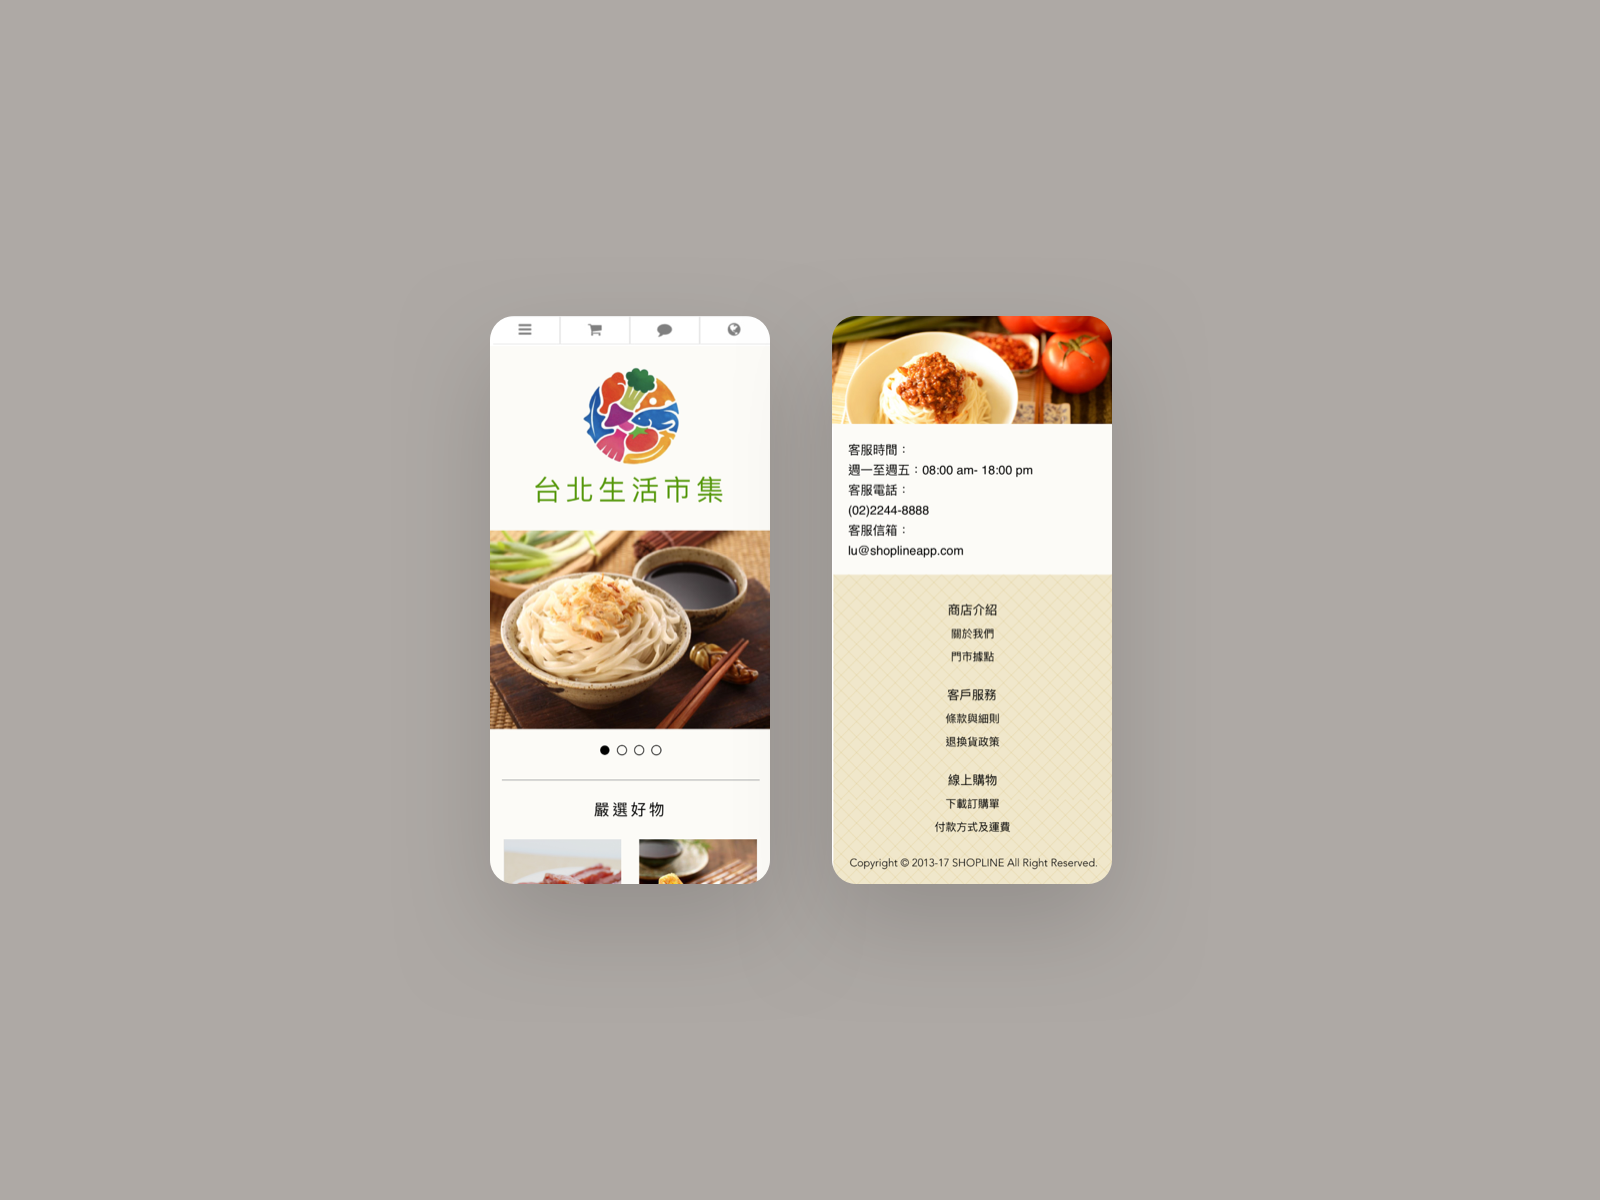 台北生活市集
嚴選好物
客服時間：
週一至週五：08:00 am- 18:00 pm
客服電話：
(02)2244-8888
客服信箱：
lu@shoplineapp.com
商店介紹
關於我們
門市據點
客戶服務
條款與細則
退換貨政策
線上購物
下載訂購單
付款方式及運費
Copyright © 2013-17 SHOPLINE All Right Reserved.